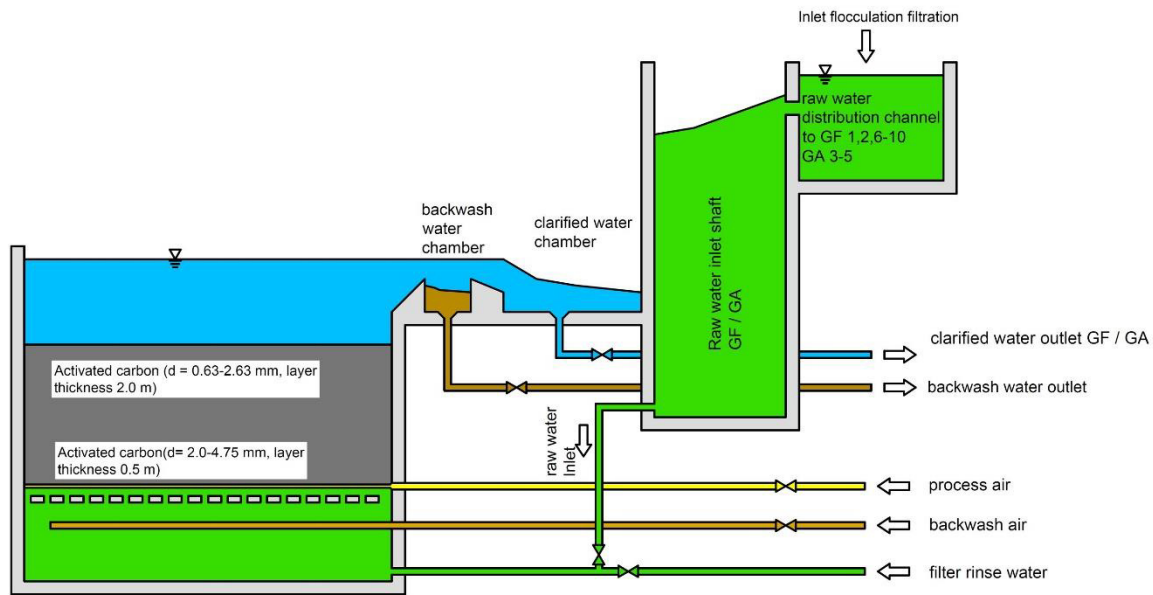 Inlet flocculation filtration
raw water
distribution channel
to GF 1,2,6-10
GA 3-5
backwash
water
chamber
clarified water
chamber
Raw water inlet shaft
GF / GA
Activated carbon (d = 0.63-2.63 mm, layer
thickness 2.0 m)
Activated carbon(d= 2.0-4.75 mm, layer
thickness 0.5 m)
raw water
Inlet
clarified water outlet GF / GA
backwash water outlet
process air
backwash air
filter rinse water